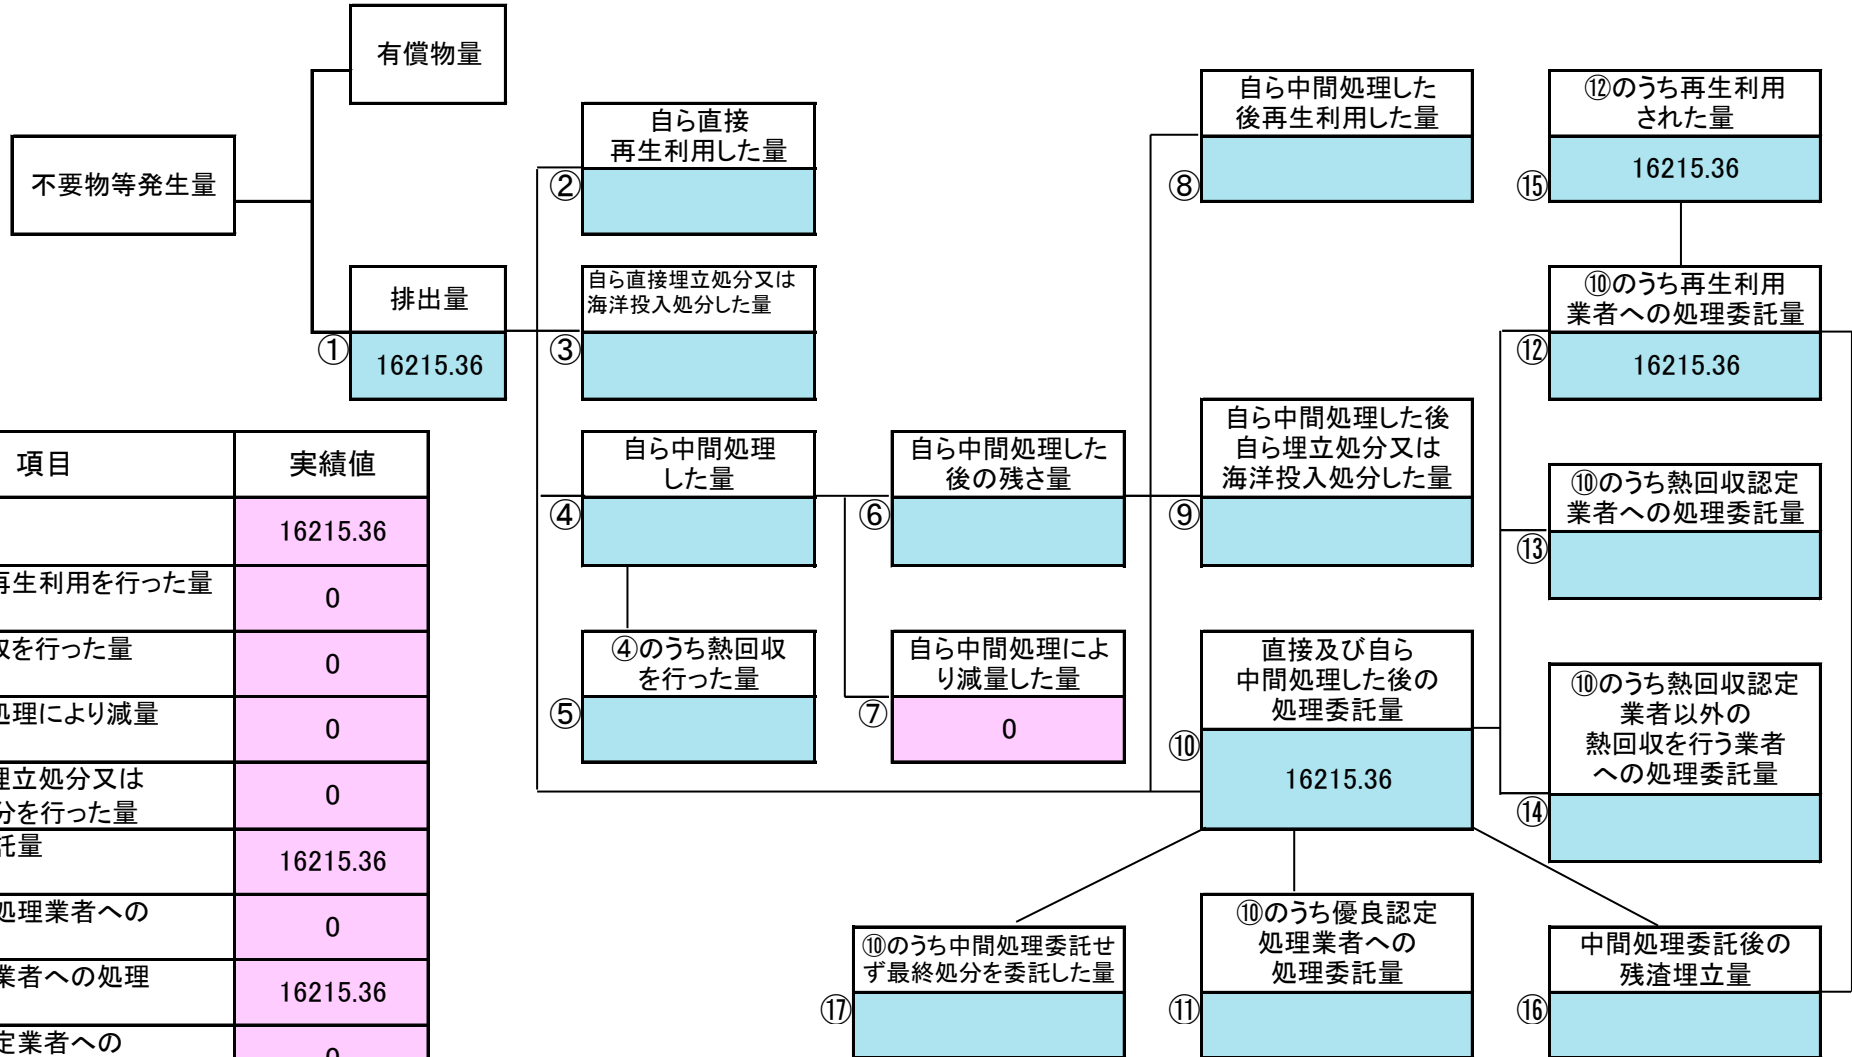 有償物量
不要物等発生量
排出量
①
16215.36
自ら直接
再生利用した量
②
自ら直接埋立処分又は
海洋投入処分した量
③
自ら中間処理
した量
④
④のうち熱回収
を行った量
⑤
自ら中間処理した
後の残さ量
⑥
自ら中間処理によ
り減量した量
⑦
0
自ら中間処理した
後再生利用した量
⑧
自ら中間処理した後
自ら埋立処分又は
海洋投入処分した量
⑨
直接及び自ら
中間処理した後の
処理委託量
⑩
16215.36
⑫のうち再生利用
された量
⑮
16215.36
⑩のうち再生利用
業者への処理委託量
⑫
16215.36
⑩のうち熱回収認定
業者への処理委託量
⑬
⑩のうち熱回収認定
業者以外の
熱回収を行う業者
への処理委託量
⑭
⑩のうち中間処理委託せ
ず最終処分を委託した量
⑰
⑩のうち優良認定
処理業者への
処理委託量
⑪
中間処理委託後の
残渣埋立量
⑯
項目 実績値
16215.36
再生利用を行った量 0
を行った量 0
処理により減量 0
埋立処分又は
を行った量 0
託量 16215.36
処理業者への 0
業者への処理 16215.36
定業者への